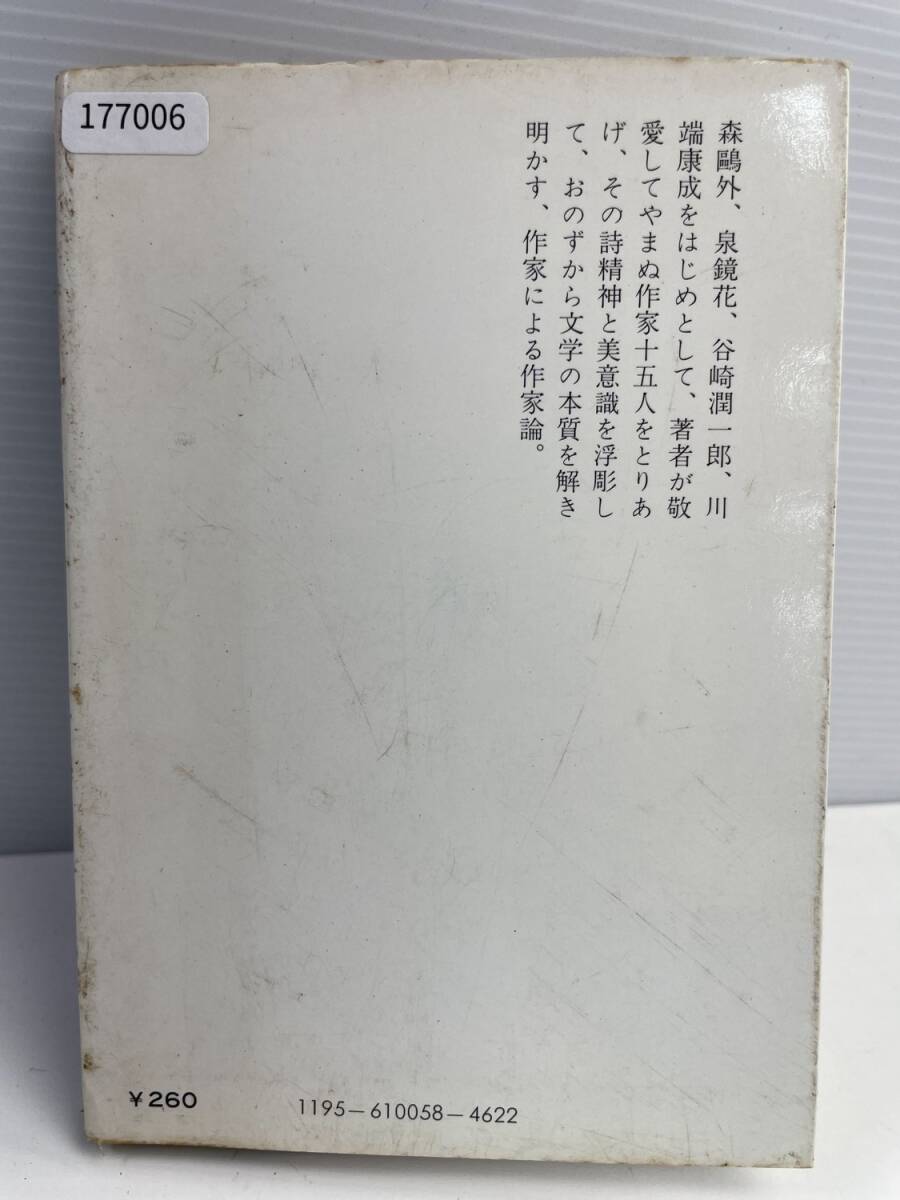 177006
森鷗外、泉鏡花、谷崎潤一郎、川
端康成をはじめとして、著者が敬
愛してやまぬ作家十五人をとりあ
げ、その詩精神と美意識を浮彫し
て、おのずから文学の本質を解き
明かす、作家による作家論。
¥260
1195-610058-4622